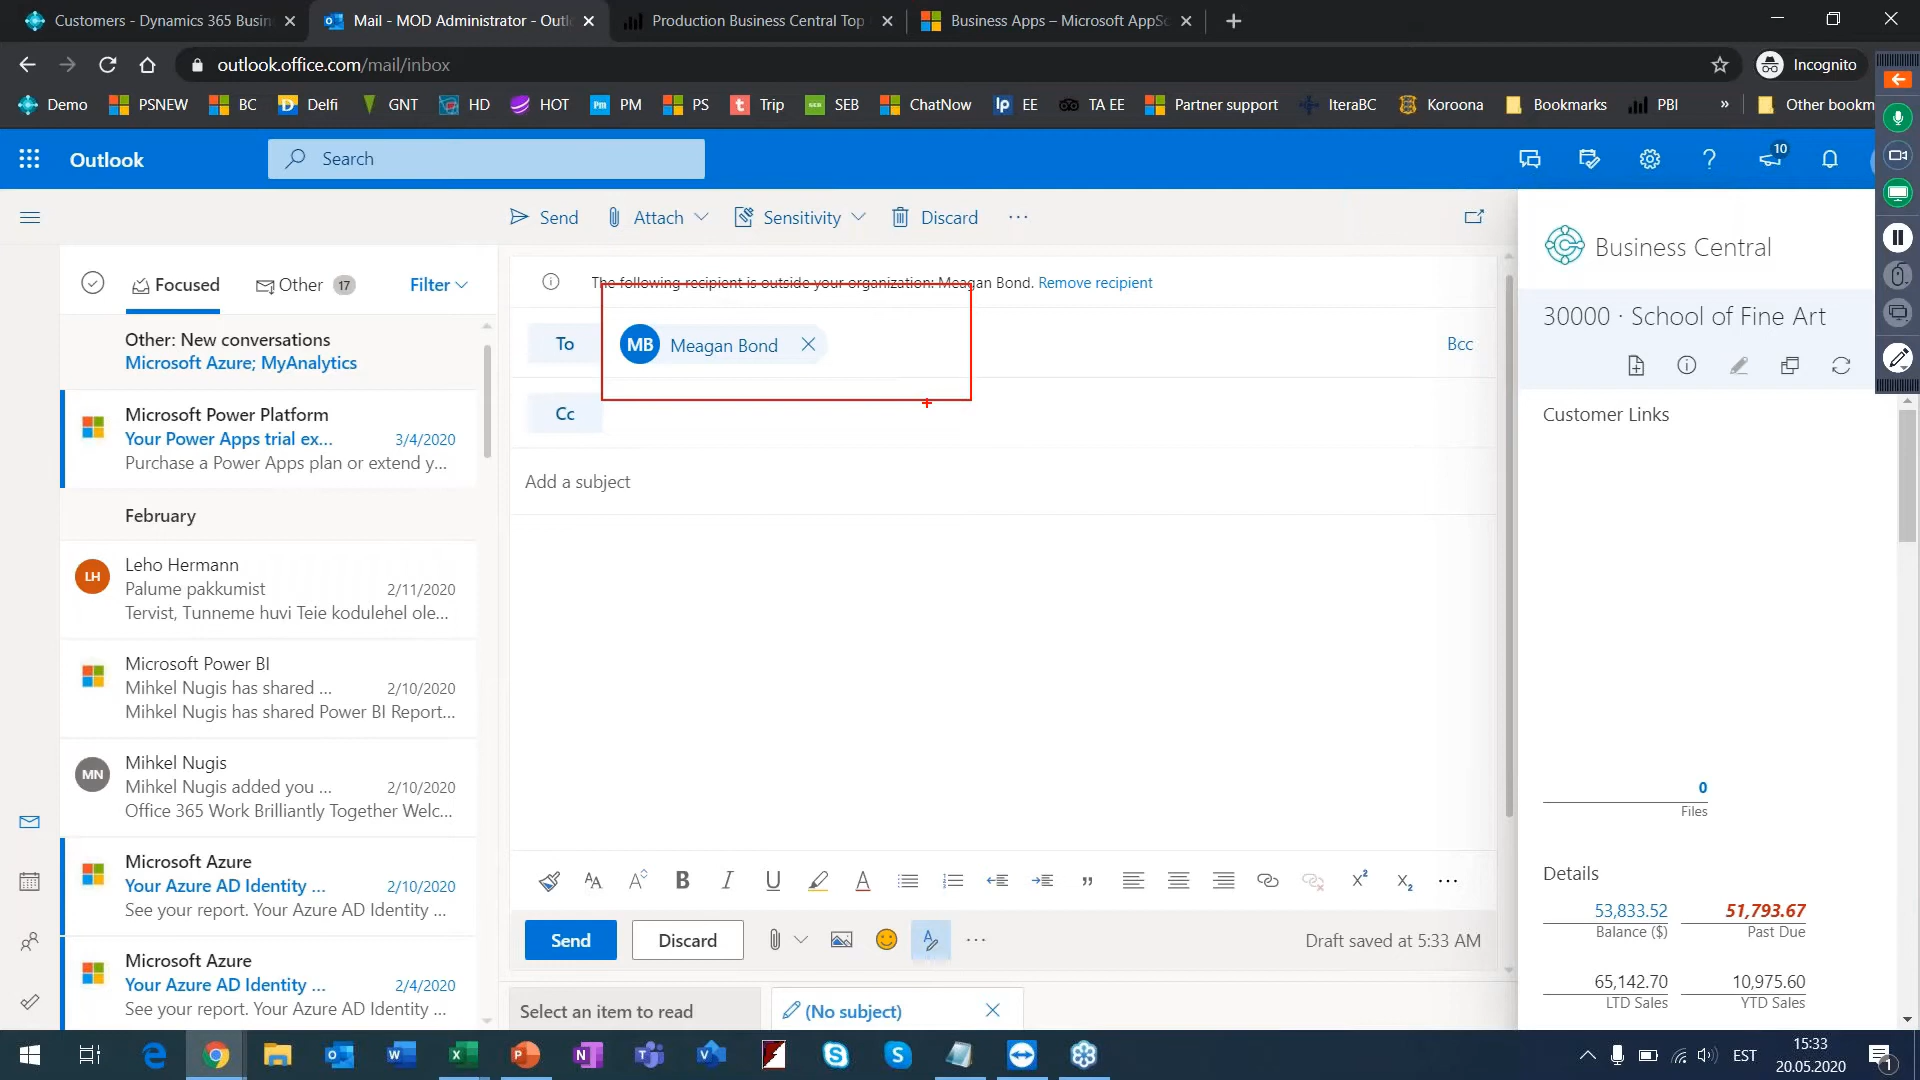 Customers - Dynamics 365 Busin
Mail - MOD Administrator - Outl
Production Business Central Top
Business Apps – Microsoft AppSo
outlook.office.com/mail/inbox
Incognito
Demo PSNEW BC Delfi GNT HD HOT PM PS Trip SEB ChatNow EE TA EE Partner support IteraBC Koroona Bookmarks PBI » Other bookm
Outlook
Search
10
Send Attach Sensitivity Discard
Focused
Other 17
Filter
The following recipient is outside your organization: Meagan Bond. Remove recipient
To
MB Meagan Bond
Bcc
Cc
Add a subject
Other: New conversations
Microsoft Azure; MyAnalytics
Microsoft Power Platform
Your Power Apps trial ex... 3/4/2020
Purchase a Power Apps plan or extend y...
February
LH
Leho Hermann
Palume pakkumist 2/11/2020
Tervist, Tunneme huvi Teie kodulehel ole...
Microsoft Power BI
Mihkel Nugis has shared ... 2/10/2020
Mihkel Nugis has shared Power BI Report...
MN
Mihkel Nugis
Mihkel Nugis added you ... 2/10/2020
Office 365 Work Brilliantly Together Welc...
Microsoft Azure
Your Azure AD Identity ... 2/10/2020
See your report. Your Azure AD Identity ...
Microsoft Azure
Your Azure AD Identity ... 2/4/2020
See your report. Your Azure AD Identity ...
Send
Discard
Draft saved at 5:33 AM
Select an item to read
(No subject)
Business Central
30000 · School of Fine Art
Customer Links
0
Files
Details
53,833.52 51,793.67
Balance ($) Past Due
65,142.70 10,975.60
LTD Sales YTD Sales
EST
15:33
20.05.2020
1